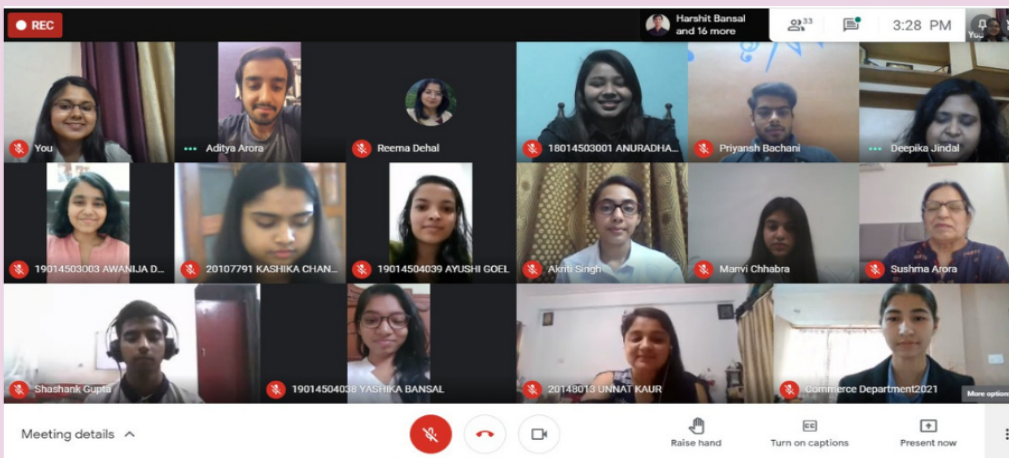 REC
Harshit Bansal
and 16 more
33
3:28 PM
You
You
Aditya Arora
Reema Dehal
18014503001 ANURADHA...
Priyansh Bachani
Deepika Jindal
19014503003 AWANIJA D...
20107791 KASHIKA CHAN...
19014504039 AYUSHI GOEL
Akriti Singh
Manvi Chhabra
Sushma Arora
Shashank Gupta
19014504038 YASHIKA BANSAL
20148013 UNNAT KAUR
Commerce Department2021
More options
Meeting details
Raise hand
CC
Turn on captions
Present now